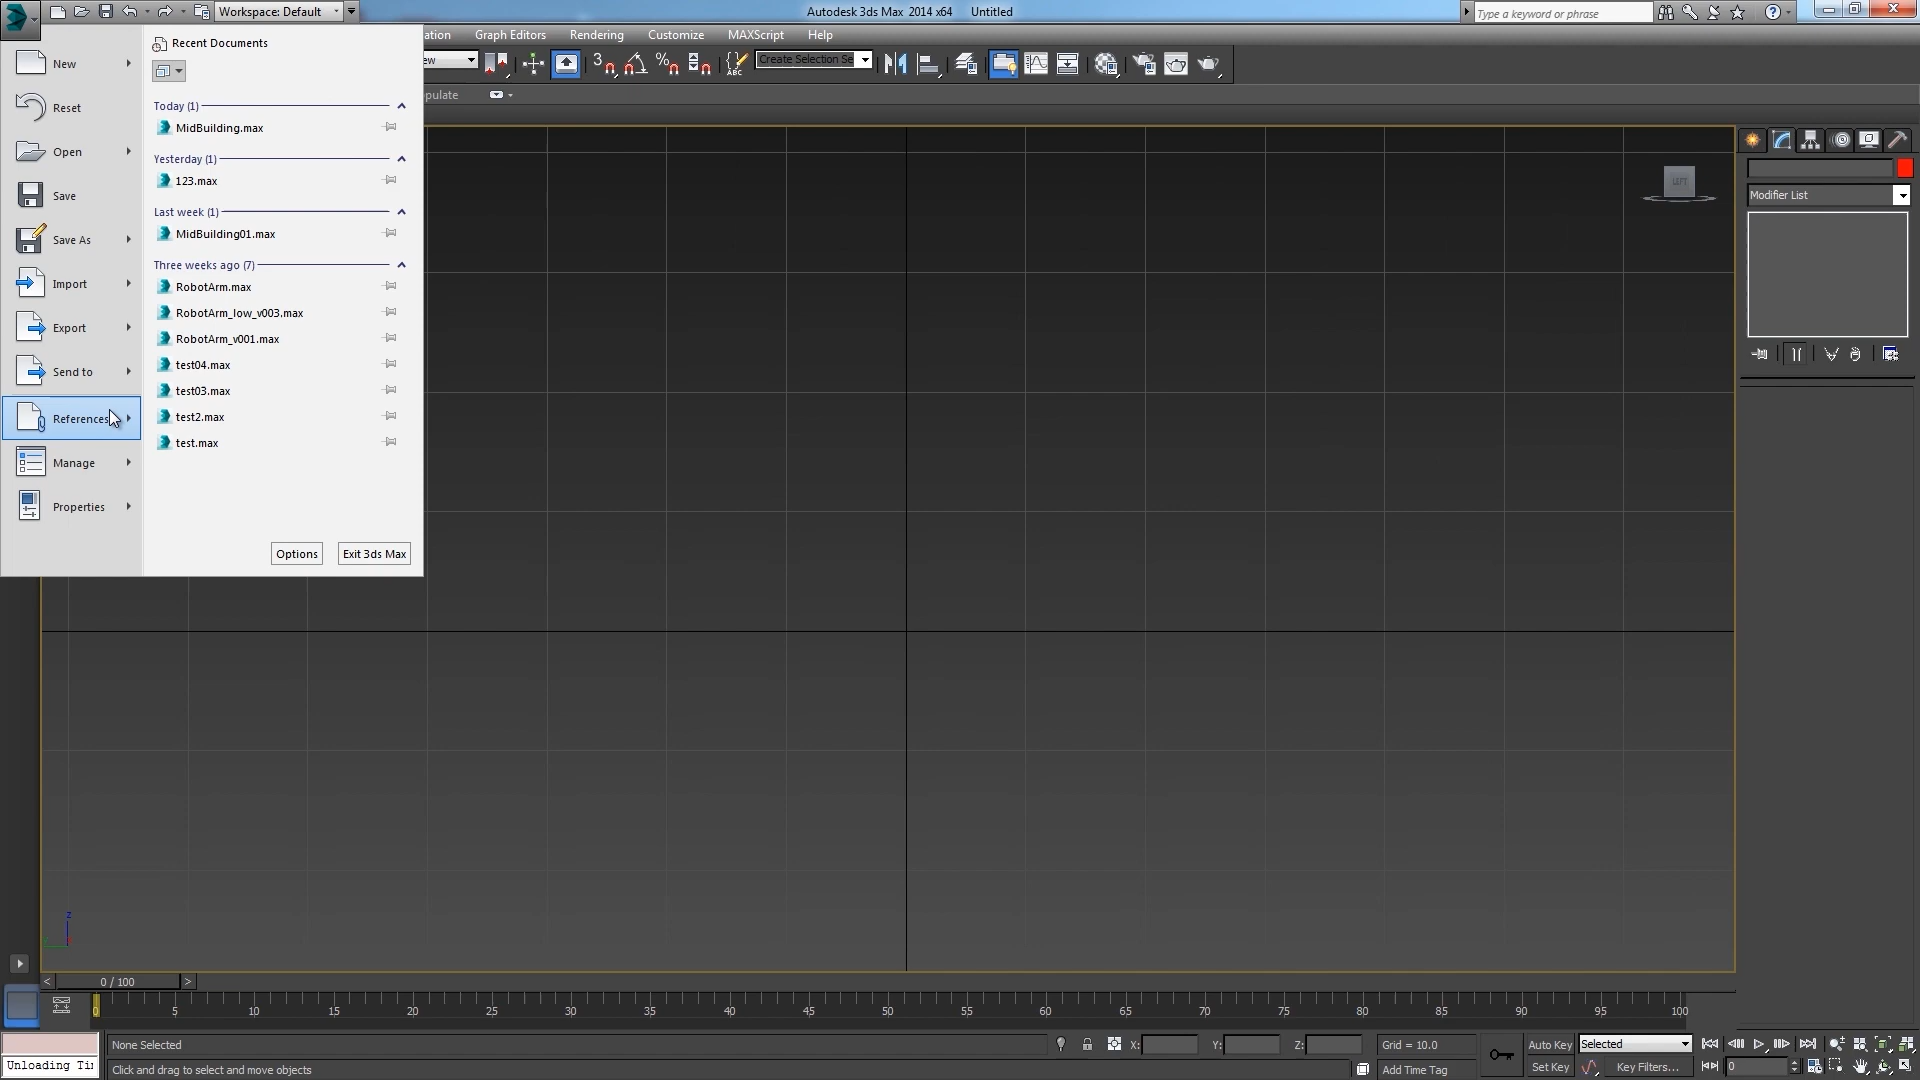 Workspace: Default
Autodesk 3ds Max 2014 x64 Untitled
Type a keyword or phrase
Graph Editors Rendering Customize MAXScript Help
Create Selection Se
ABC
Recent Documents
New
Reset
Open
Save
Save As
Import
Export
Send to
References
Manage
Properties
Today (1)
MidBuilding.max
Yesterday (1)
123.max
Last week (1)
MidBuilding01.max
Three weeks ago (7)
RobotArm.max
RobotArm_low_v003.max
RobotArm_v001.max
test04.max
test03.max
test2.max
test.max
Options
Exit 3ds Max
LEFT
Modifier List
z
< 0 / 100 >
0 5 10 15 20 25 30 35 40 45 50 55 60 65 70 75 80 85 90 95 100
None Selected
X: Y: Z:
Grid = 10.0
Auto Key
Selected
Unloading Ti
Click and drag to select and move objects
Add Time Tag
Set Key
Key Filters...
0